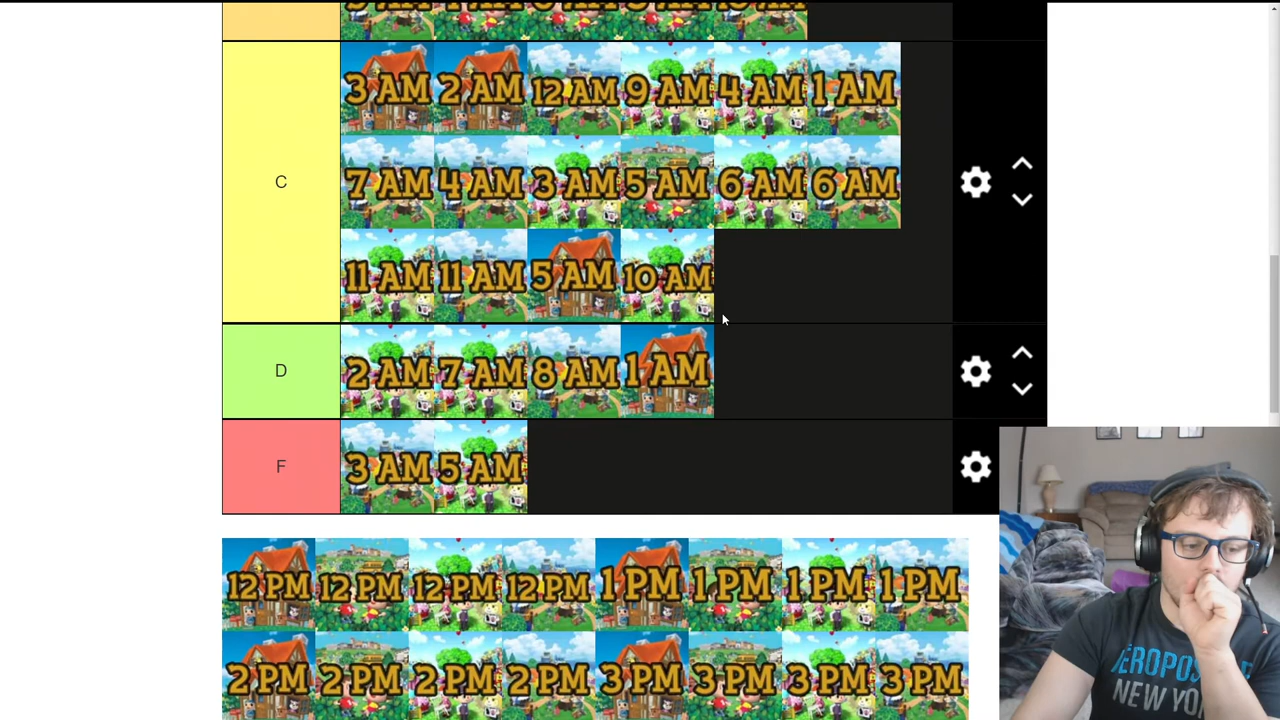 C
3 AM 2 AM 12 AM 9 AM 4 AM 1 AM
7 AM 4 AM 3 AM 5 AM 6 AM 6 AM
11 AM 11 AM 5 AM 10 AM
D
2 AM 7 AM 8 AM 1 AM
F
3 AM 5 AM
12 PM 12 PM 12 PM 12 PM 1 PM 1 PM 1 PM 1 PM
2 PM 2 PM 2 PM 2 PM 3 PM 3 PM 3 PM 3 PM
NEW